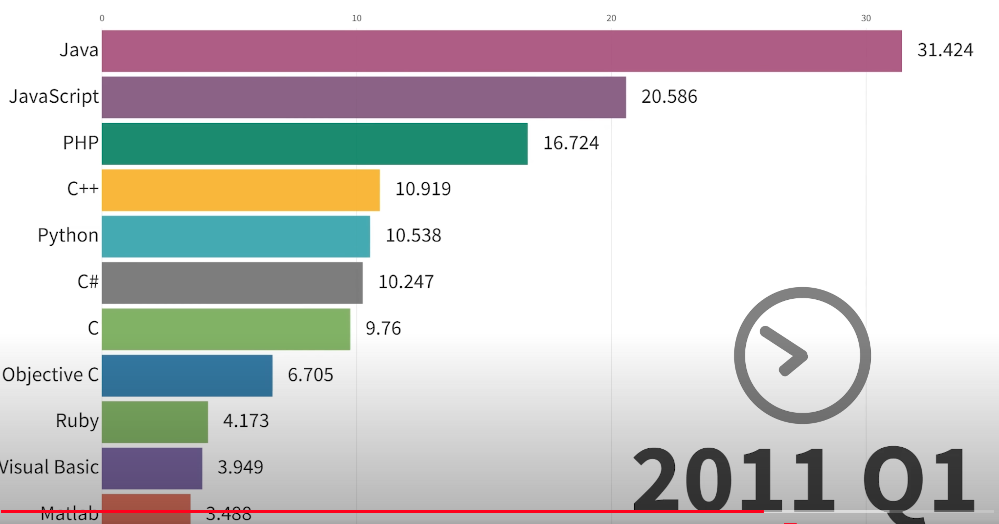 0 10 20 30
Java 31.424
JavaScript 20.586
PHP 16.724
C++ 10.919
Python 10.538
C# 10.247
C 9.76
Objective C 6.705
Ruby 4.173
Visual Basic 3.949
Matlab 3.488
2011 Q1